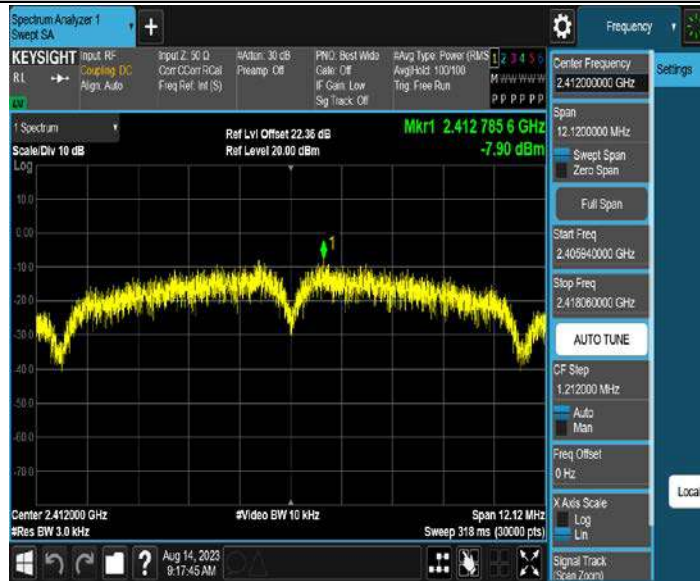 Spectrum Analyzer 1
Swept SA
+
Frequency
KEYSIGHT
Input: RF
Input Z: 50 Ω
#Atten: 30 dB
PNO: Best Wide
#Avg Type: Power (RMS
1 2 3 4 5 6
RL
Coupling: DC
Corr CCorr RCal
Preamp: Off
Gate: Off
Avg|Hold: 100/100
M W W W W W
Align: Auto
Freq Ref: Int (S)
IF Gain: Low
Trig: Free Run
Sig Track: Off
P P P P P P
1 Spectrum
Ref Lvl Offset 22.36 dB
Mkr1 2.412 785 6 GHz
Scale/Div 10 dB
Ref Level 20.00 dBm
-7.90 dBm
Log
10.0
0.00
-10.0
-20.0
-30.0
-40.0
-50.0
-60.0
-70.0
1
Center 2.412000 GHz
#Video BW 10 kHz
Span 12.12 MHz
#Res BW 3.0 kHz
Sweep 318 ms (30000 pts)
?
Aug 14, 2023
9:17:45 AM
Center Frequency
2.412000000 GHz
Settings
Span
12.1200000 MHz
Swept Span
Zero Span
Full Span
Start Freq
2.405940000 GHz
Stop Freq
2.418060000 GHz
AUTO TUNE
CF Step
1.212000 MHz
Auto
Man
Freq Offset
0 Hz
X Axis Scale
Log
Lin
Local
Signal Track
(Span Zoom)